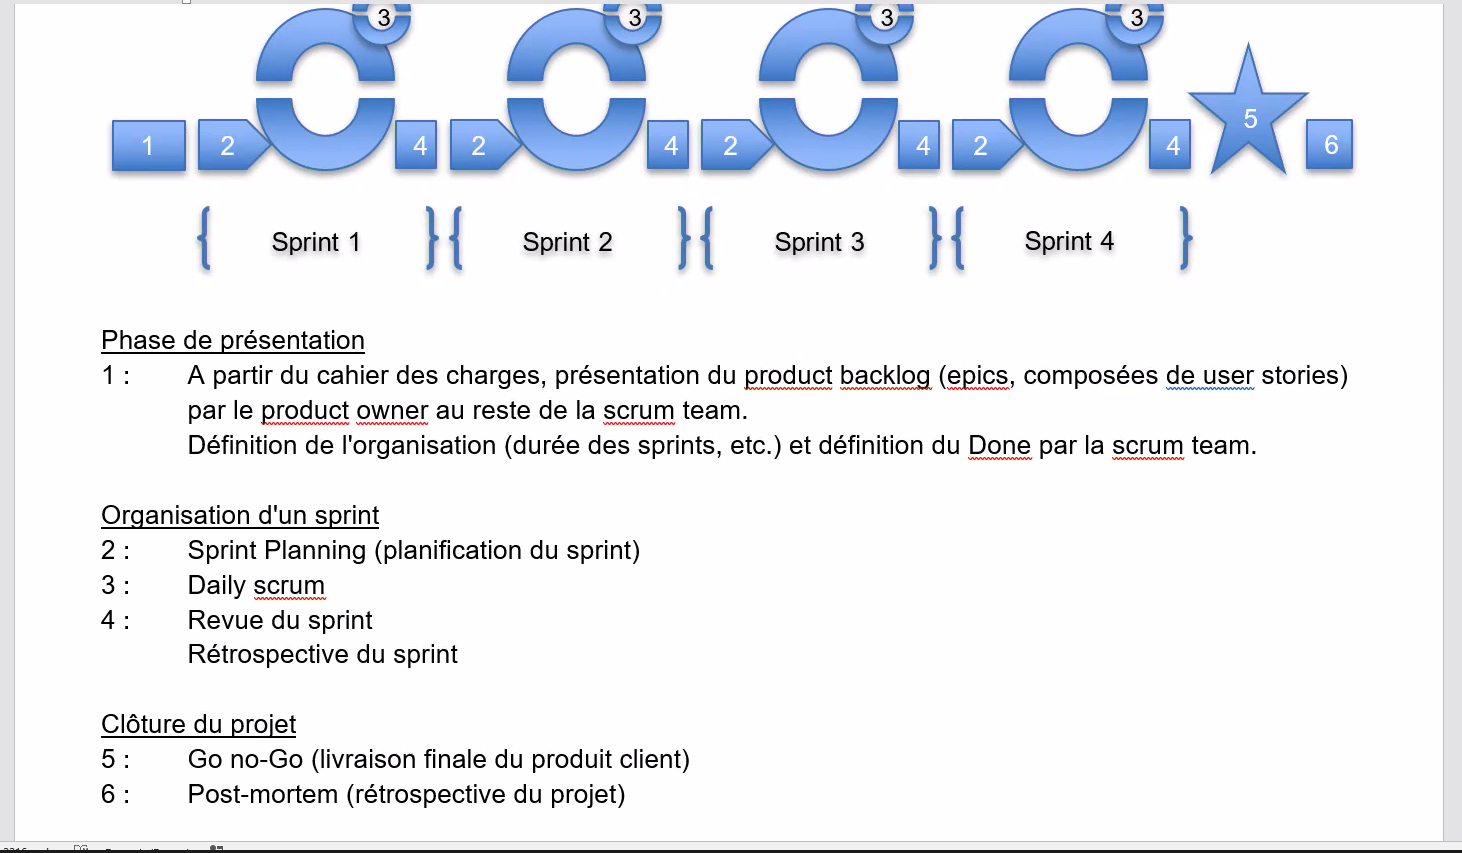 3 3 3 3
1 2 4 2 4 2 4 2 4 5 6
Sprint 1 Sprint 2 Sprint 3 Sprint 4
Phase de présentation
1 : A partir du cahier des charges, présentation du product backlog (epics, composées de user stories)
par le product owner au reste de la scrum team.
Définition de l'organisation (durée des sprints, etc.) et définition du Done par la scrum team.
Organisation d'un sprint
2 : Sprint Planning (planification du sprint)
3 : Daily scrum
4 : Revue du sprint
Rétrospective du sprint
Clôture du projet
5 : Go no-Go (livraison finale du produit client)
6 : Post-mortem (rétrospective du projet)